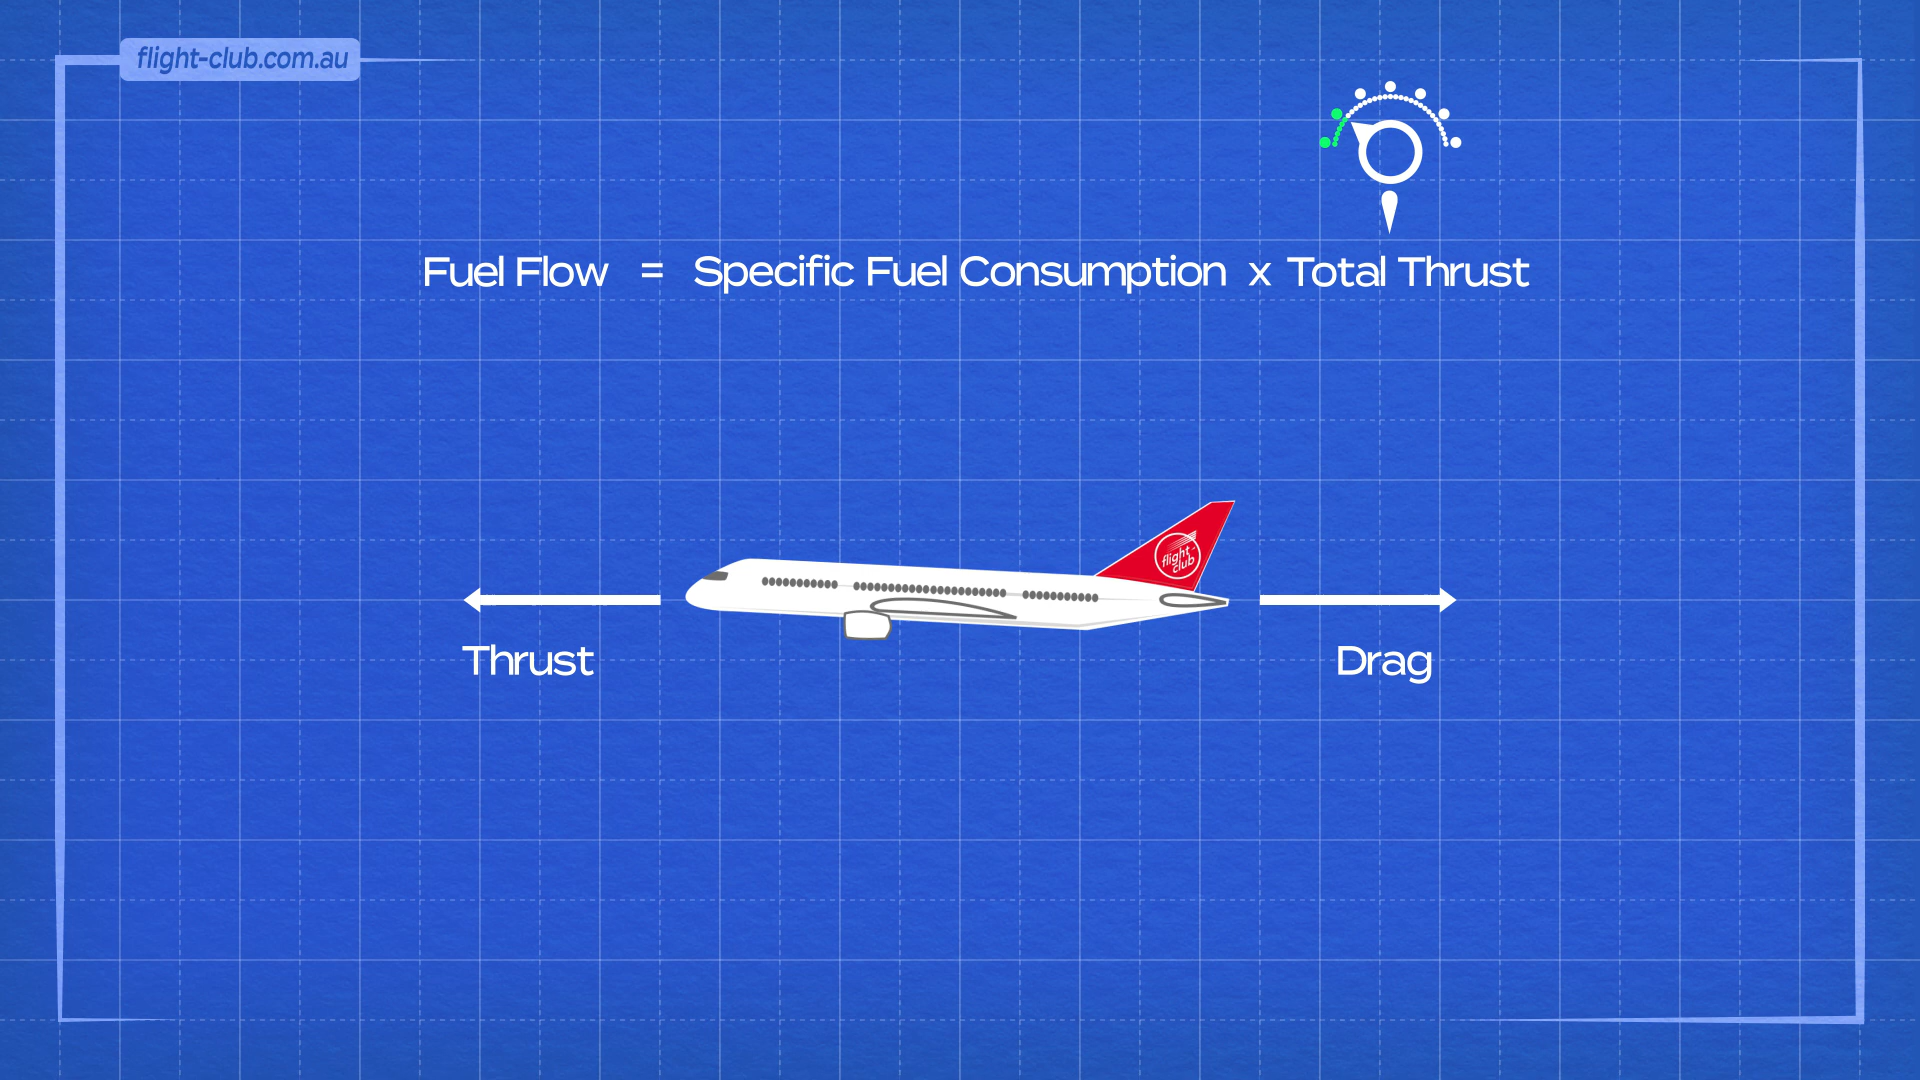 flight-club.com.au
Fuel Flow = Specific Fuel Consumption x Total Thrust
flight-
club
Thrust
Drag